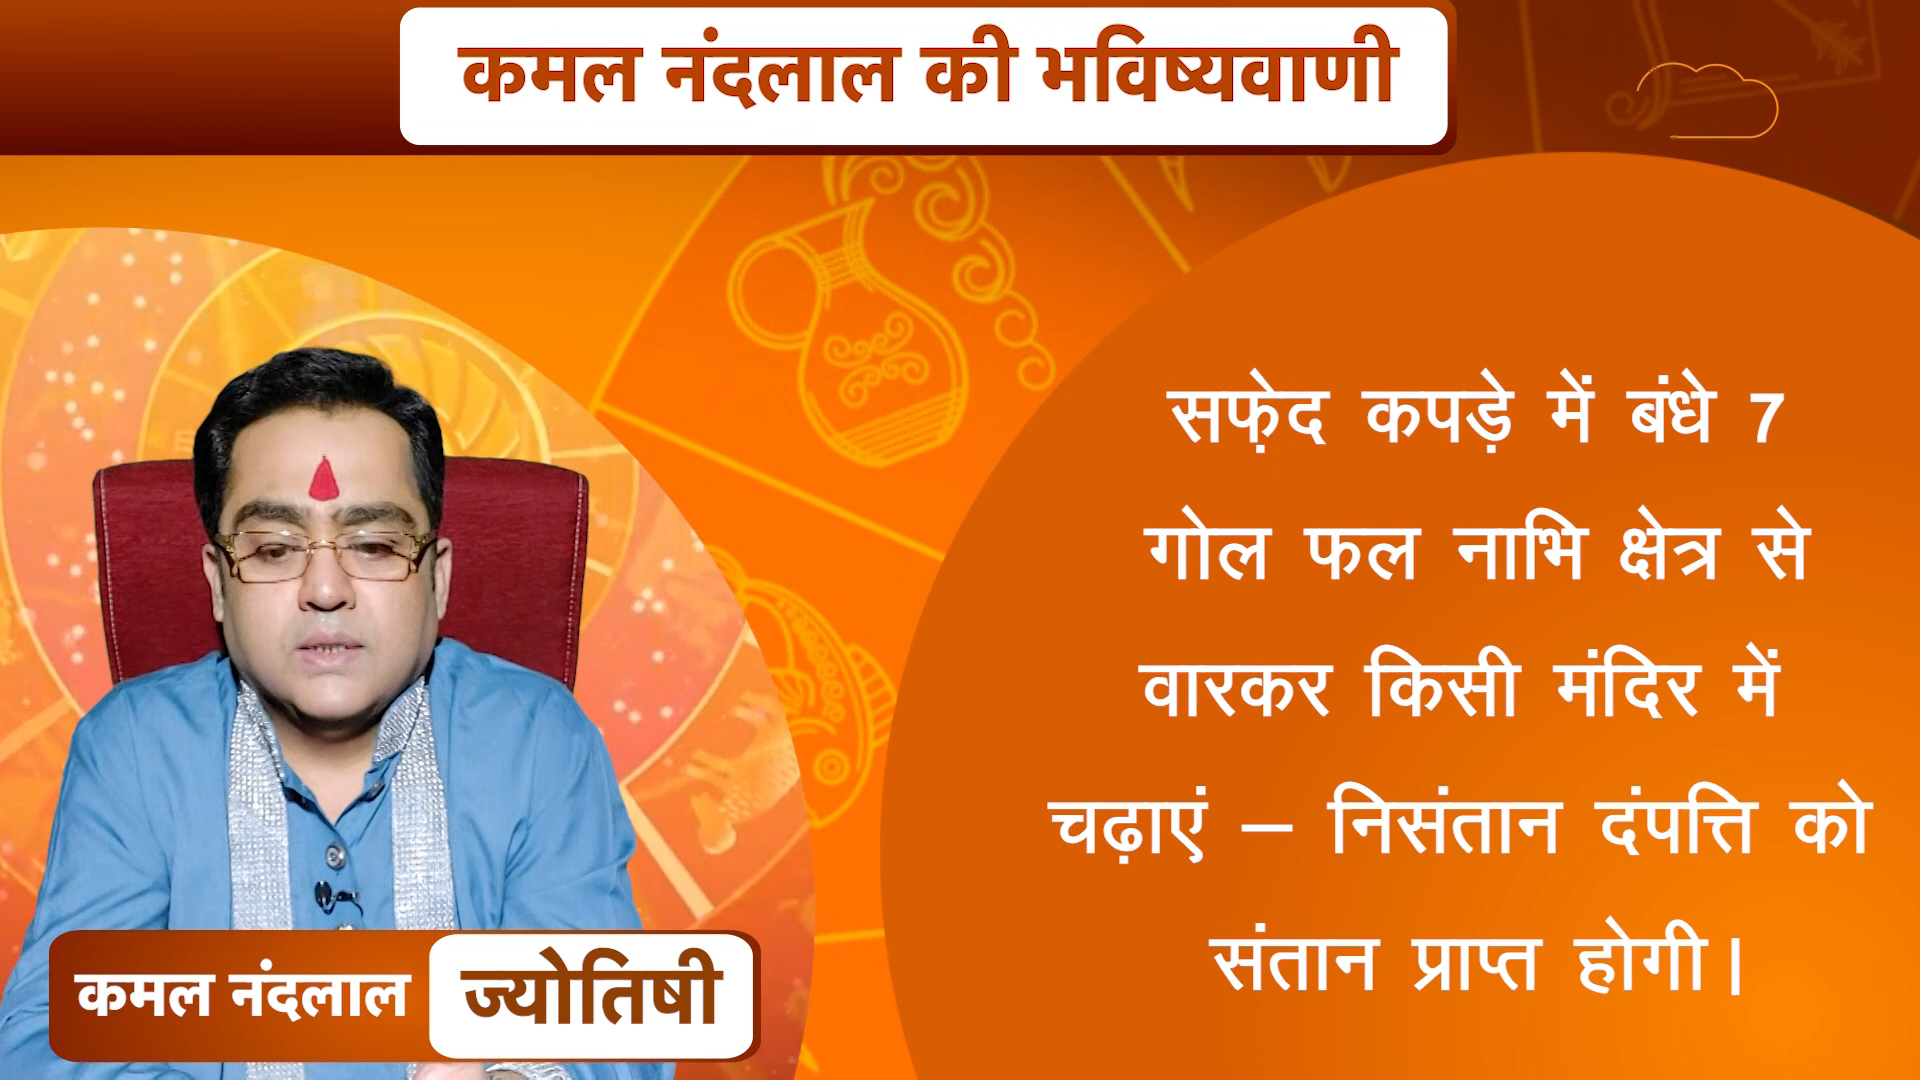 कमल नंदलाल की भविष्यवाणी
सफ़ेद कपड़े में बंधे 7
गोल फल नाभि क्षेत्र से
वारकर किसी मंदिर में
चढ़ाएं – निसंतान दंपत्ति को
संतान प्राप्त होगी।
कमल नंदलाल ज्योतिषी